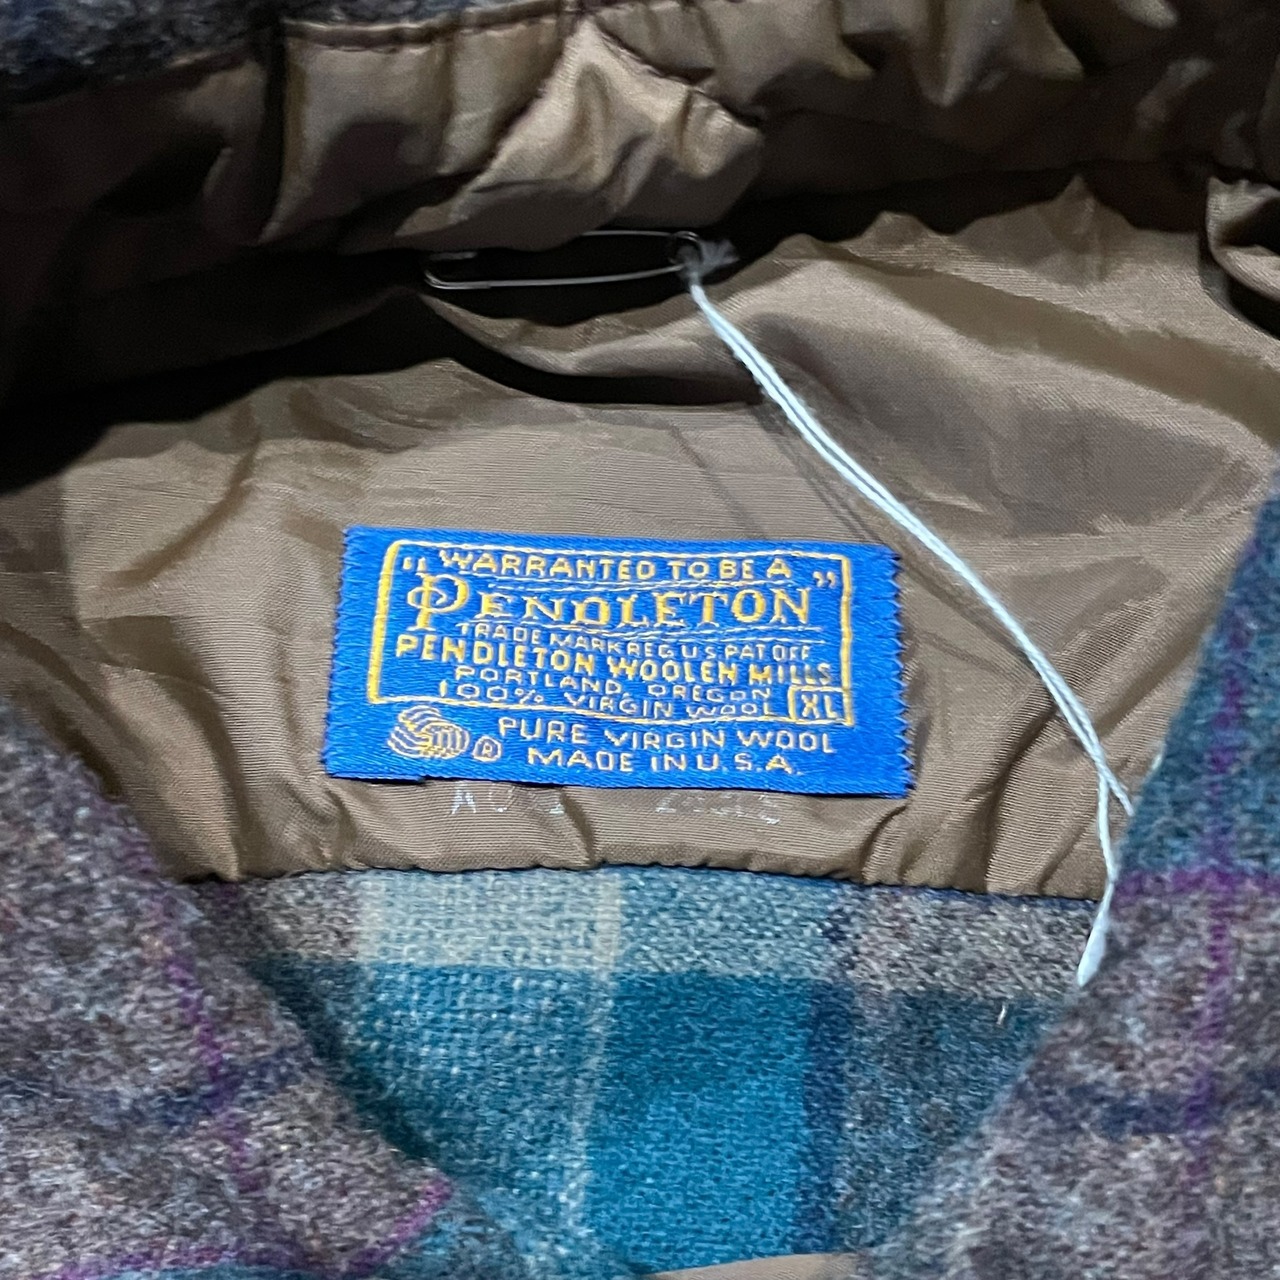 "WARRANTED TO BE A
PENDLETON"
TRADE MARK REG U.S. PAT OFF
PENDLETON WOOLEN MILLS
PORTLAND, OREGON
100% VIRGIN WOOL XL
PURE VIRGIN WOOL
® MADE IN U.S.A.